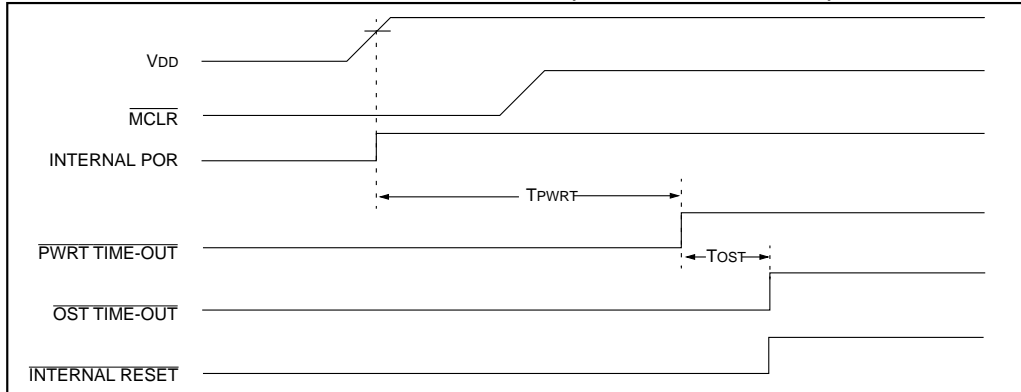 VDD
MCLR
INTERNAL POR
TPWRT
PWRT TIME-OUT
TOST
OST TIME-OUT
INTERNAL RESET